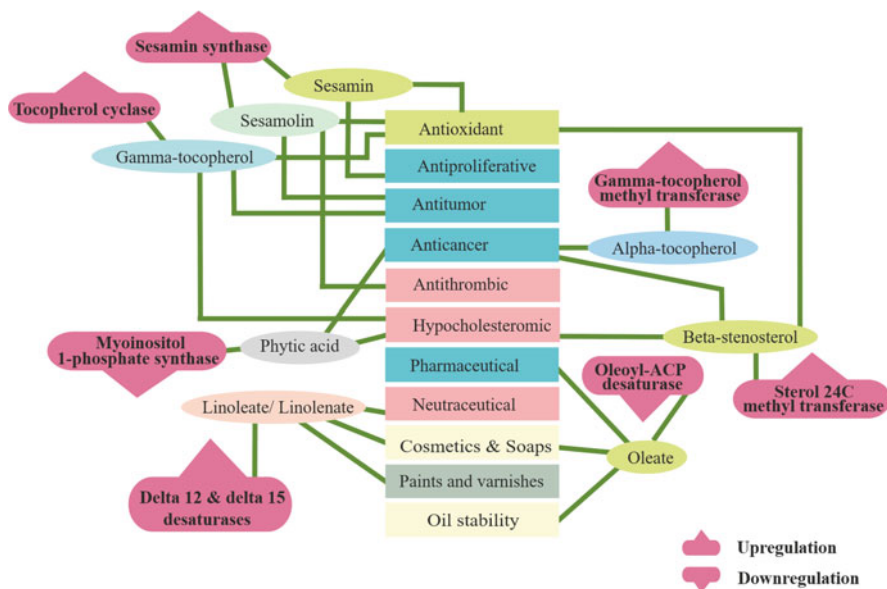 Sesamin synthase
Sesamin
Tocopherol cyclase
Sesamolin
Gamma-tocopherol
Antioxidant
Antiproliferative
Antitumor
Anticancer
Antithrombic
Hypocholesteromic
Pharmaceutical
Neutraceutical
Cosmetics & Soaps
Paints and varnishes
Oil stability
Gamma-tocopherol
methyl transferase
Alpha-tocopherol
Myoinositol
1-phosphate synthase
Phytic acid
Beta-stenosterol
Oleoyl-ACP
desaturase
Sterol 24C
methyl transferase
Linoleate/ Linolenate
Oleate
Delta 12 & delta 15
desaturases
Upregulation
Downregulation